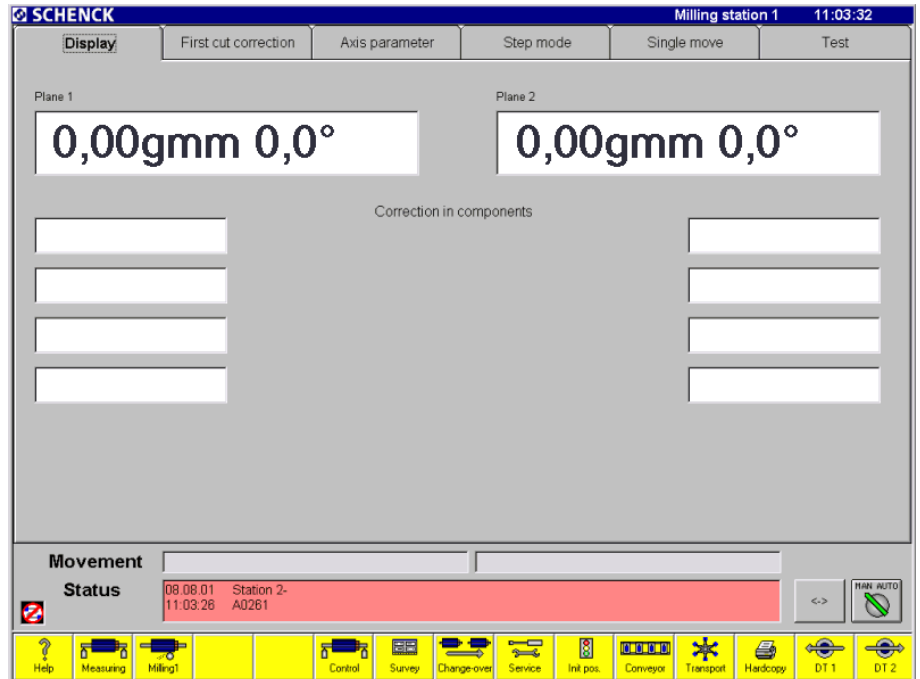 SCHENCK Milling station 1 11:03:32
Display First cut correction Axis parameter Step mode Single move Test
Plane 1 Plane 2
0,00gmm 0,0° 0,00gmm 0,0°
Correction in components
Movement
Status 08.08.01 Station 2-
11:03:26 A0261
<-> MAN AUTO
? Help Measuring Milling1 Control Survey Change-over Service Init pos. Conveyor Transport Hardcopy DT 1 DT 2